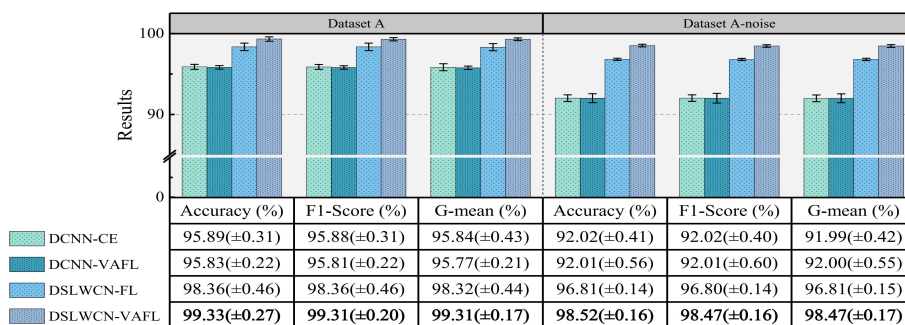 Dataset A Dataset A-noise
100
90
0
Results
Accuracy (%) F1-Score (%) G-mean (%) Accuracy (%) F1-Score (%) G-mean (%)
DCNN-CE 95.89(±0.31) 95.88(±0.31) 95.84(±0.43) 92.02(±0.41) 92.02(±0.40) 91.99(±0.42)
DCNN-VAFL 95.83(±0.22) 95.81(±0.22) 95.77(±0.21) 92.01(±0.56) 92.01(±0.60) 92.00(±0.55)
DSLWCN-FL 98.36(±0.46) 98.36(±0.46) 98.32(±0.44) 96.81(±0.14) 96.80(±0.14) 96.81(±0.15)
DSLWCN-VAFL 99.33(±0.27) 99.31(±0.20) 99.31(±0.17) 98.52(±0.16) 98.47(±0.16) 98.47(±0.17)